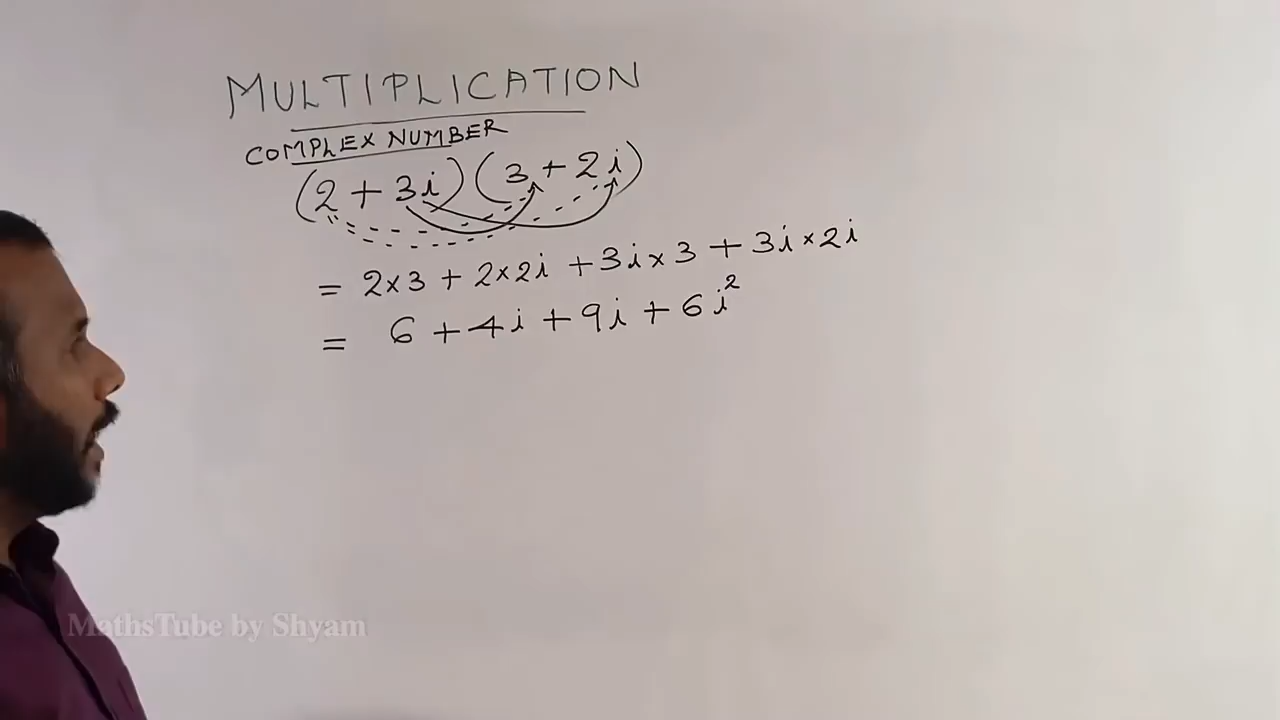 MULTIPLICATION
COMPLEX NUMBER
(2 + 3i) (3 + 2i)
= 2×3 + 2×2i + 3i×3 + 3i×2i
= 6 + 4i + 9i + 6i²
MathsTube by Shyam